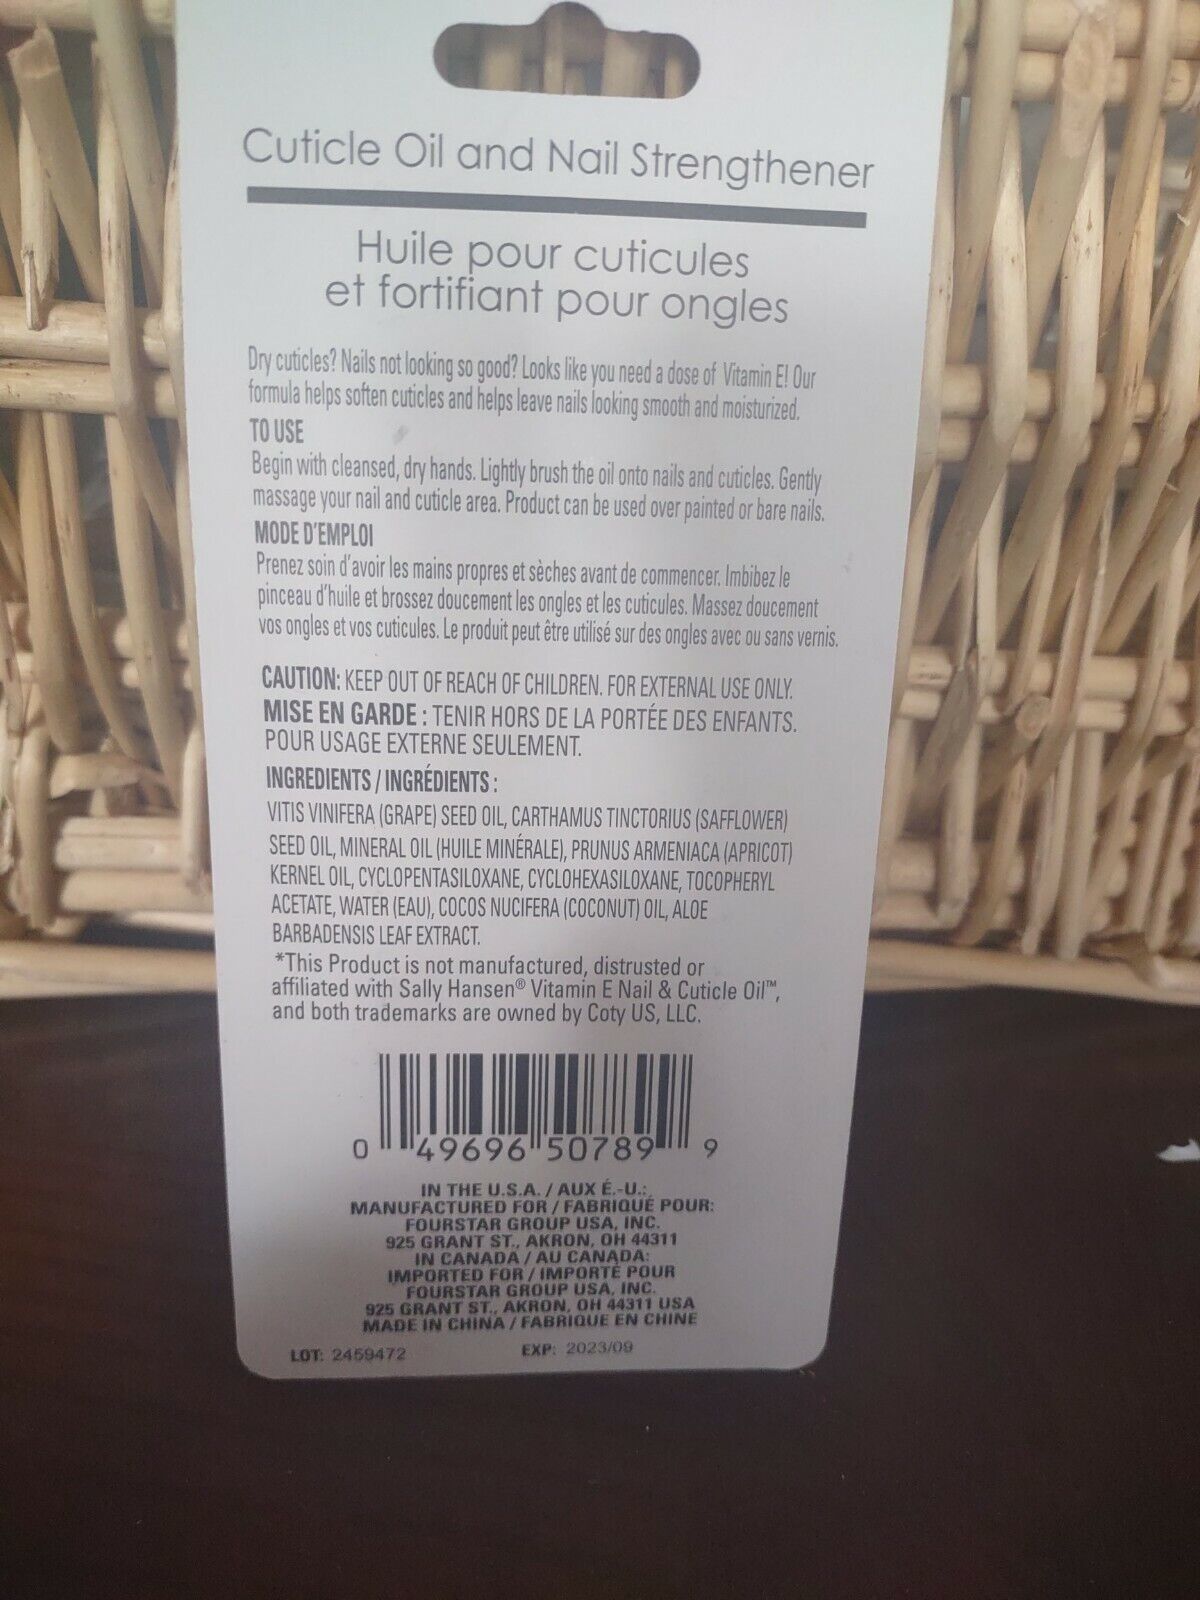 Cuticle Oil and Nail Strengthener
Huile pour cuticules
et fortifiant pour ongles
Dry cuticles? Nails not looking so good? Looks like you need a dose of Vitamin E! Our
formula helps soften cuticles and helps leave nails looking smooth and moisturized.
TO USE
Begin with cleansed, dry hands. Lightly brush the oil onto nails and cuticles. Gently
massage your nail and cuticle area. Product can be used over painted or bare nails.
MODE D'EMPLOI
Prenez soin d'avoir les mains propres et sèches avant de commencer. Imbibez le
pinceau d'huile et brossez doucement les ongles et les cuticules. Massez doucement
vos ongles et vos cuticules. Le produit peut être utilisé sur des ongles avec ou sans vernis.
CAUTION: KEEP OUT OF REACH OF CHILDREN. FOR EXTERNAL USE ONLY.
MISE EN GARDE : TENIR HORS DE LA PORTÉE DES ENFANTS.
POUR USAGE EXTERNE SEULEMENT.
INGREDIENTS / INGRÉDIENTS :
VITIS VINIFERA (GRAPE) SEED OIL, CARTHAMUS TINCTORIUS (SAFFLOWER)
SEED OIL, MINERAL OIL (HUILE MINÉRALE), PRUNUS ARMENIACA (APRICOT)
KERNEL OIL, CYCLOPENTASILOXANE, CYCLOHEXASILOXANE, TOCOPHERYL
ACETATE, WATER (EAU), COCOS NUCIFERA (COCONUT) OIL, ALOE
BARBADENSIS LEAF EXTRACT.
*This Product is not manufactured, distrusted or
affiliated with Sally Hansen® Vitamin E Nail & Cuticle Oil™,
and both trademarks are owned by Coty US, LLC.
0 49696 50789 9
IN THE U.S.A. / AUX É.-U.:
MANUFACTURED FOR / FABRIQUÉ POUR:
FOURSTAR GROUP USA, INC.
925 GRANT ST., AKRON, OH 44311
IN CANADA / AU CANADA:
IMPORTED FOR / IMPORTÉ POUR
FOURSTAR GROUP USA, INC.
925 GRANT ST., AKRON, OH 44311 USA
MADE IN CHINA / FABRIQUE EN CHINE
LOT: 2459472 EXP: 2023/09